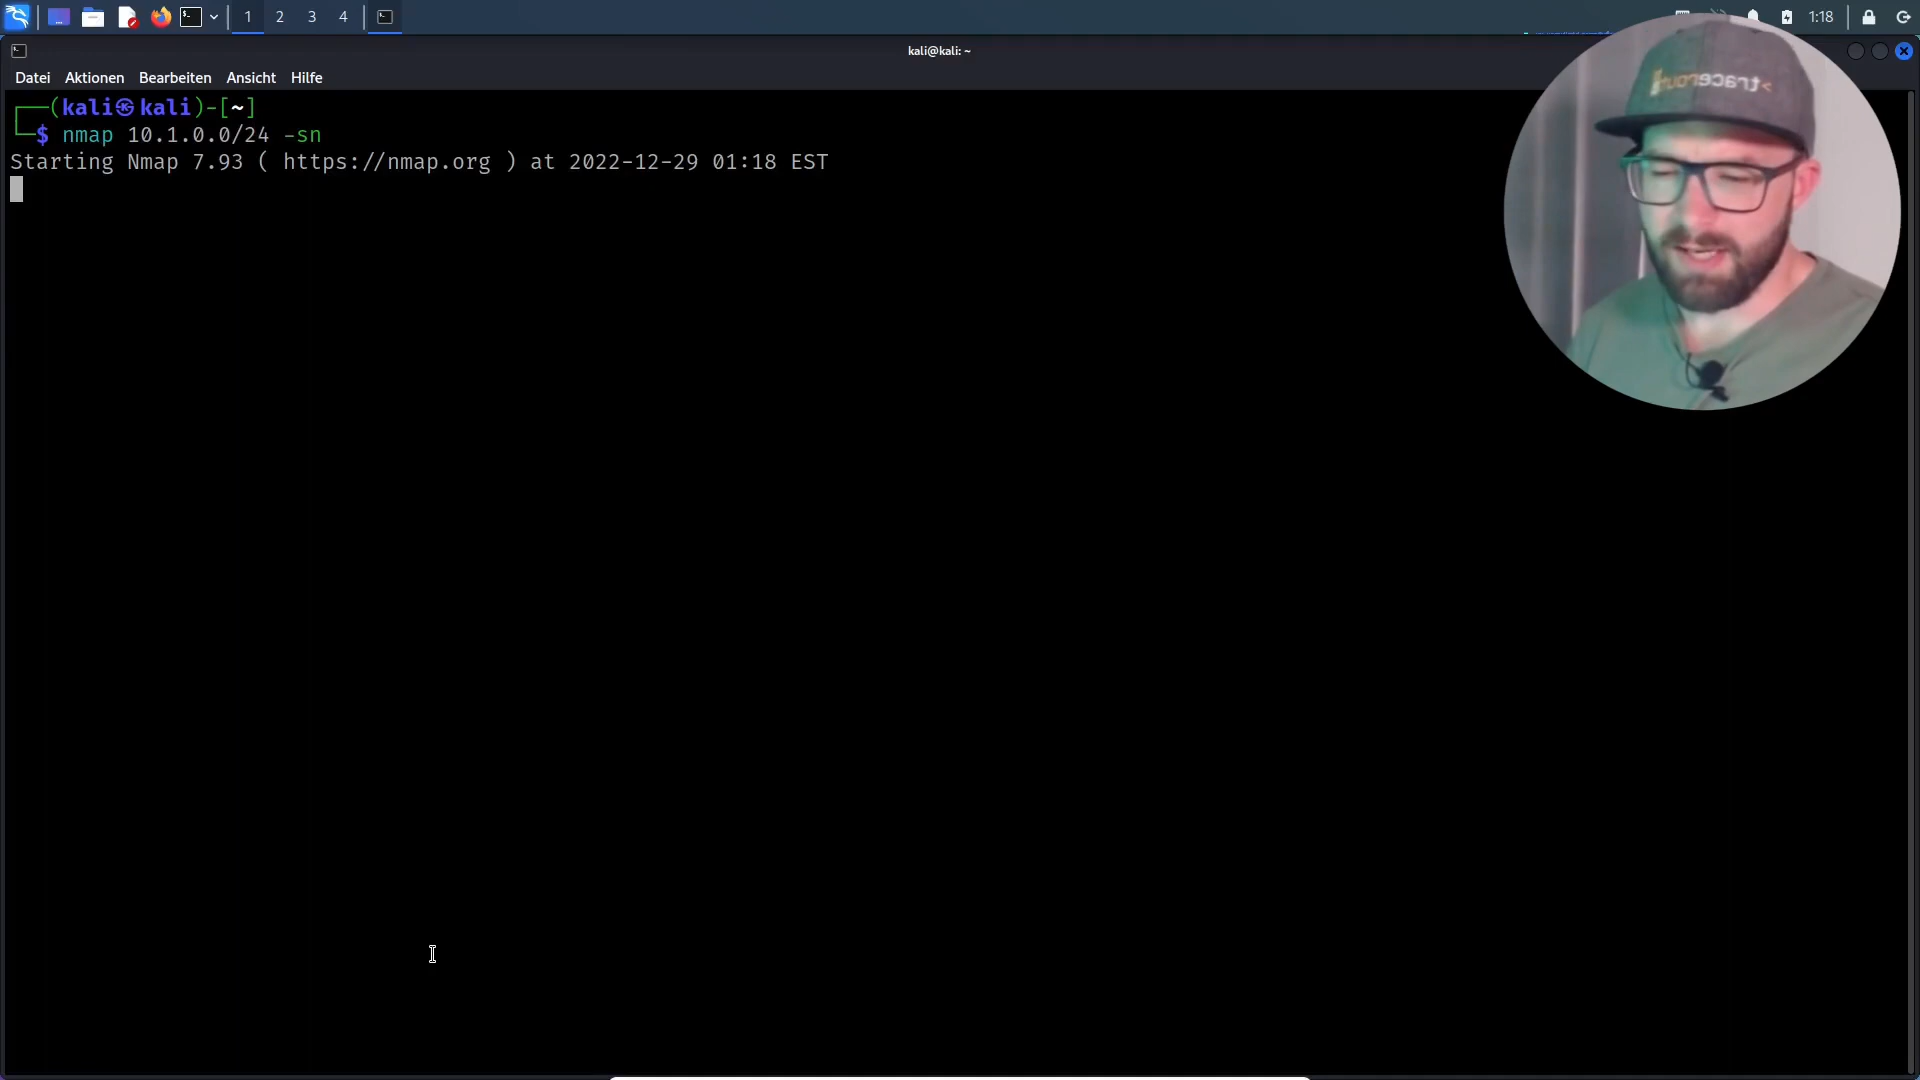 1 2 3 4
1:18
kali@kali: ~
Datei Aktionen Bearbeiten Ansicht Hilfe
(kali㉿kali)-[~]
$ nmap 10.1.0.0/24 -sn
Starting Nmap 7.93 ( https://nmap.org ) at 2022-12-29 01:18 EST